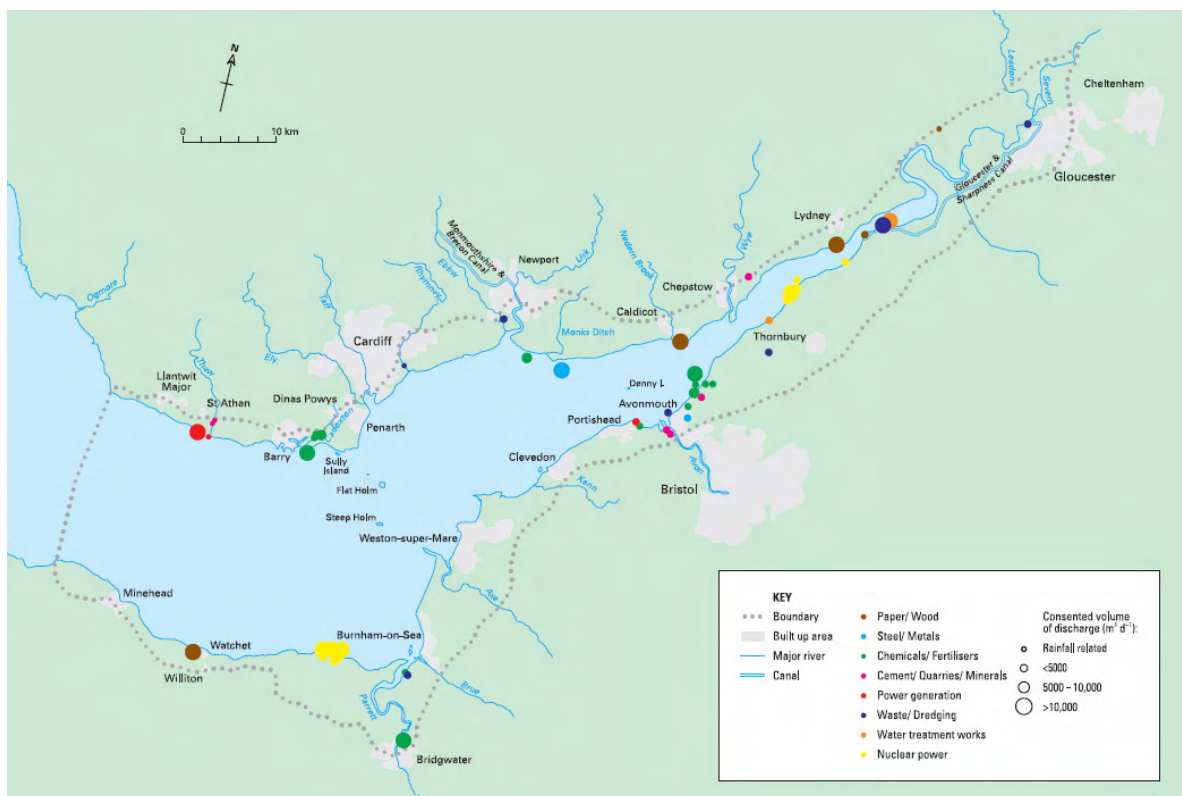 N
0
10 km
Leadon
Severn
Cheltenham
Gloucester &
Sharpness Canal
Gloucester
Lydney
Wye
Nedern Brook
Monmouthshire &
Brecon Canal
Ebbw
Newport
Usk
Chepstow
Caldicot
Rhymney
Ogmore
Taff
Monks Ditch
Thornbury
Cardiff
Ely
Thaw
Llantwit
Major
St Athan
Dinas Powys
Cadoxton
Penarth
Denny I.
Avonmouth
Portishead
Barry
Sully
Island
Clevedon
Avon
Kenn
Bristol
Flat Holm
Steep Holm
Weston-super-Mare
Axe
Minehead
Watchet
Burnham-on-Sea
Williton
Brue
Parrett
Bridgwater
KEY
Boundary
Built up area
Major river
Canal
Paper/ Wood
Steel/ Metals
Chemicals/ Fertilisers
Cement/ Quarries/ Minerals
Power generation
Waste/ Dredging
Water treatment works
Nuclear power
Consented volume
of discharge (m³ d⁻¹):
Rainfall related
<5000
5000 – 10,000
>10,000